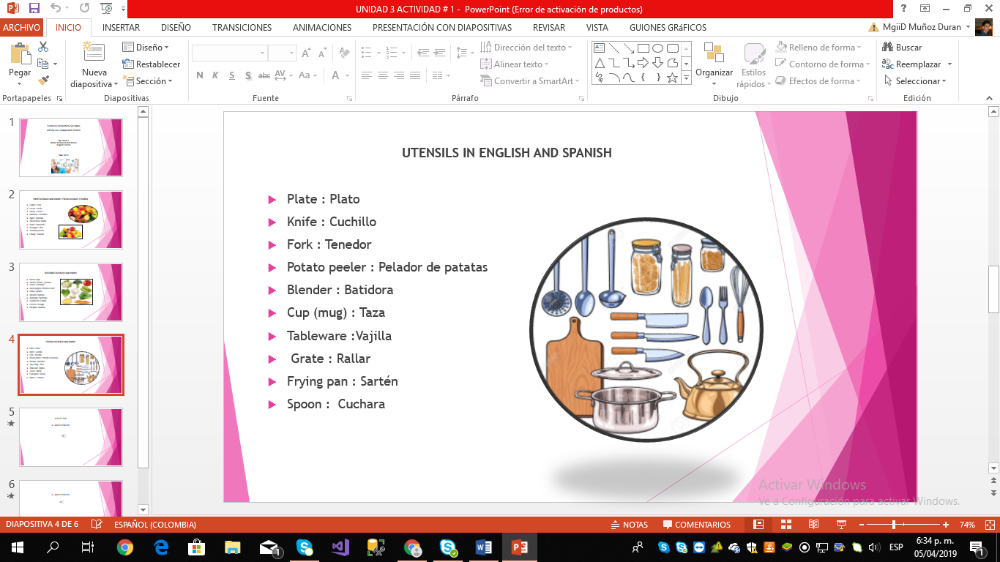 UNIDAD 3 ACTIVIDAD # 1 - PowerPoint (Error de activación de productos)
ARCHIVO INICIO INSERTAR DISEÑO TRANSICIONES ANIMACIONES PRESENTACIÓN CON DIAPOSITIVAS REVISAR VISTA GUIONES GRáFICOS MgiiD Muñoz Duran
Pegar
Nueva diapositiva
Diseño
Restablecer
Sección
N K S S abc AV Aa A
Dirección del texto
Alinear texto
Convertir a SmartArt
Organizar
Estilos rápidos
Relleno de forma
Contorno de forma
Efectos de forma
Buscar
Reemplazar
Seleccionar
Portapapeles Diapositivas Fuente Párrafo Dibujo Edición
1
2
3
4
5
6
UTENSILS IN ENGLISH AND SPANISH
Plate : Plato
Knife : Cuchillo
Fork : Tenedor
Potato peeler : Pelador de patatas
Blender : Batidora
Cup (mug) : Taza
Tableware :Vajilla
Grate : Rallar
Frying pan : Sartén
Spoon : Cuchara
Activar Windows
Ve a Configuración para activar Windows.
DIAPOSITIVA 4 DE 6 ESPAÑOL (COLOMBIA) NOTAS COMENTARIOS 74%
ESP
6:34 p. m.
05/04/2019